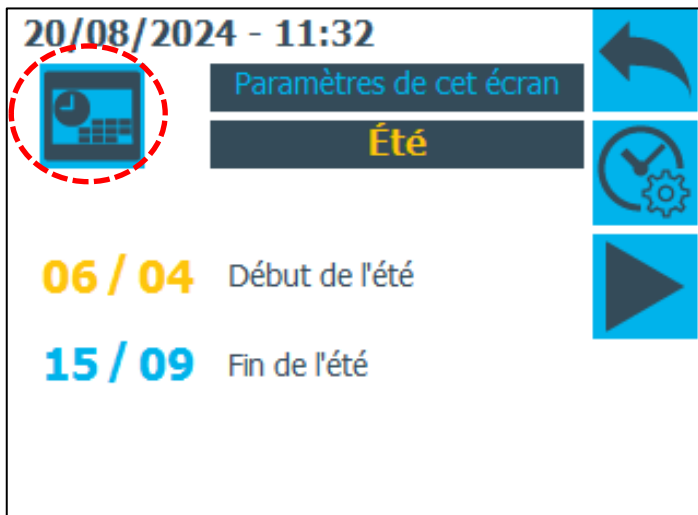 20/08/2024 - 11:32
Paramètres de cet écran
Été
06 / 04 Début de l'été
15 / 09 Fin de l'été